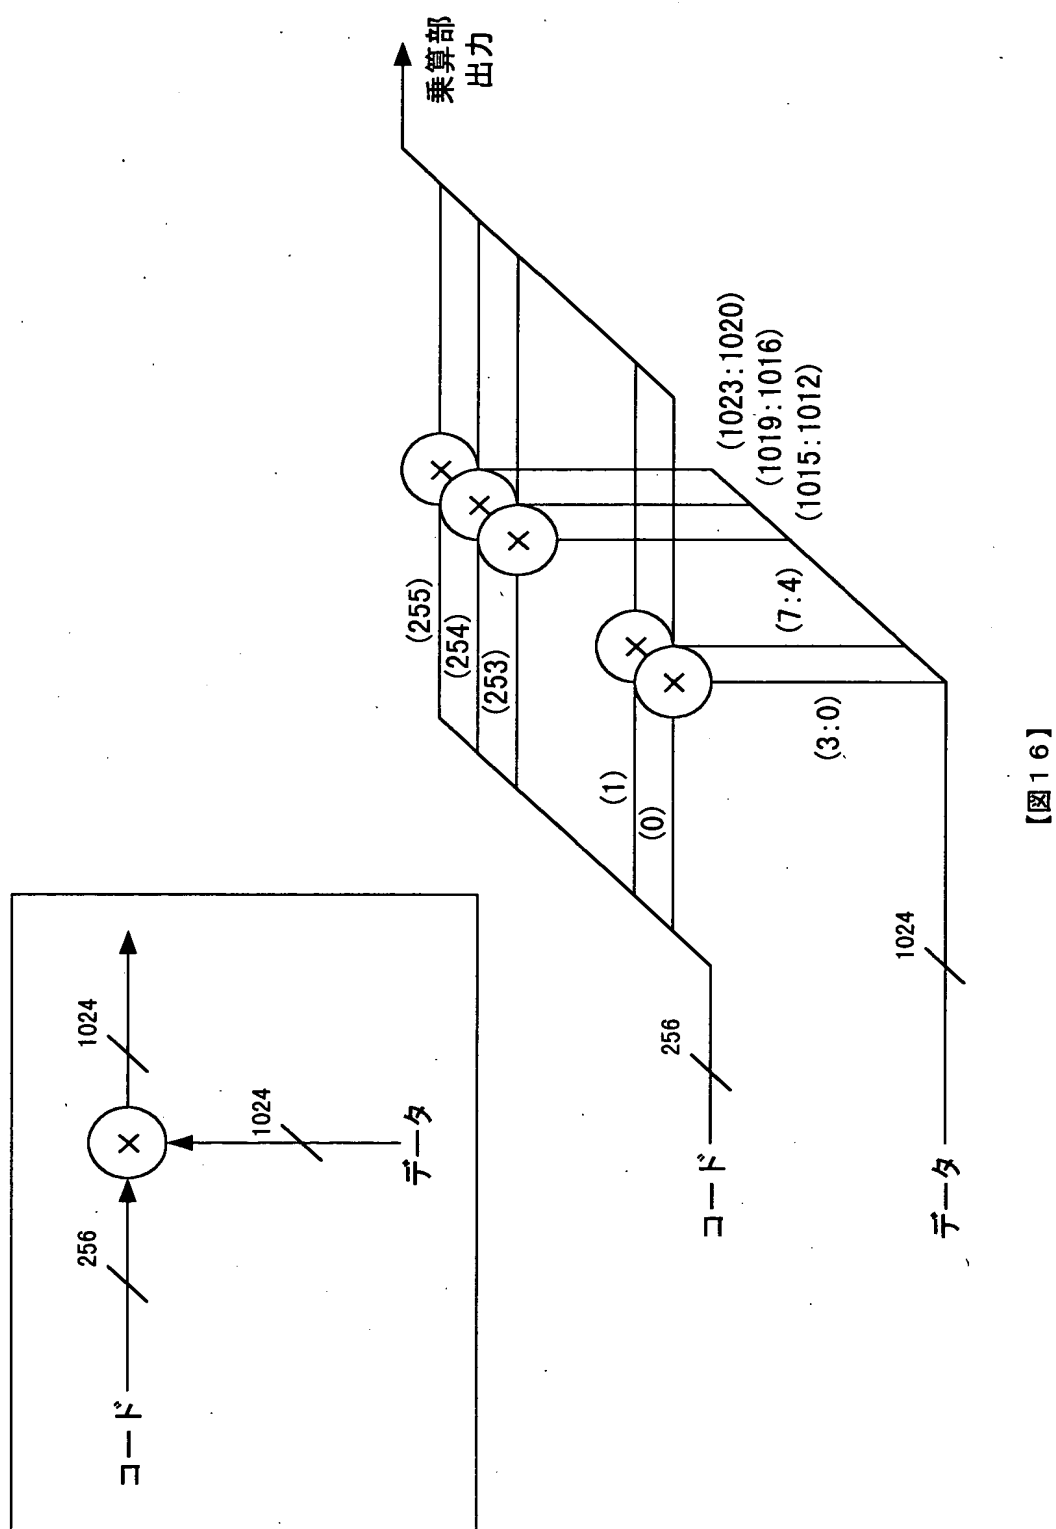 コード
256
1024
1024
データ
乗算部
出力
(255)
(254)
(253)
(1)
(0)
(1023:1020)
(1019:1016)
(1015:1012)
(7:4)
(3:0)
コード
256
データ
1024
【図16】